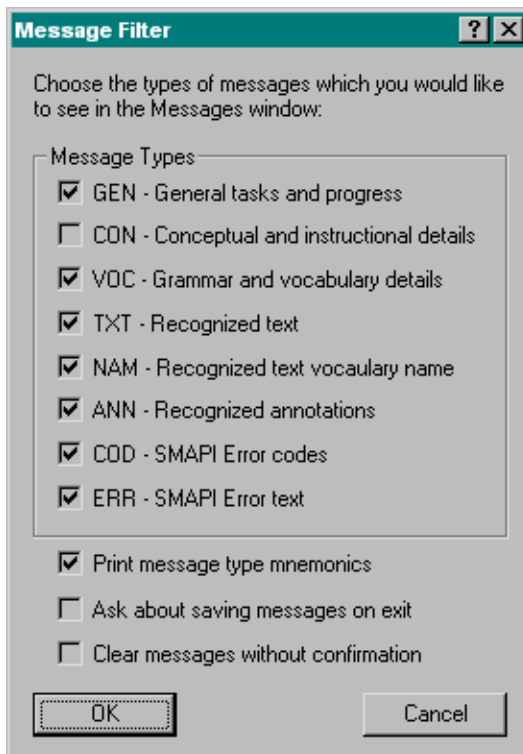 Message Filter
Choose the types of messages which you would like
to see in the Messages window:
Message Types
GEN - General tasks and progress
CON - Conceptual and instructional details
VOC - Grammar and vocabulary details
TXT - Recognized text
NAM - Recognized text vocaulary name
ANN - Recognized annotations
COD - SMAPI Error codes
ERR - SMAPI Error text
Print message type mnemonics
Ask about saving messages on exit
Clear messages without confirmation
OK
Cancel